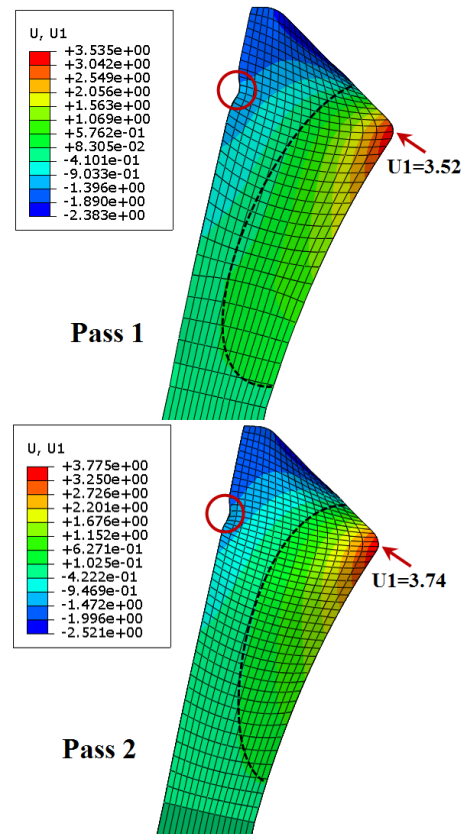 U, U1
+3.535e+00
+3.042e+00
+2.549e+00
+2.056e+00
+1.563e+00
+1.069e+00
+5.762e-01
+8.305e-02
-4.101e-01
-9.033e-01
-1.396e+00
-1.890e+00
-2.383e+00
U1=3.52
Pass 1
U, U1
+3.775e+00
+3.250e+00
+2.726e+00
+2.201e+00
+1.676e+00
+1.152e+00
+6.271e-01
+1.025e-01
-4.222e-01
-9.469e-01
-1.472e+00
-1.996e+00
-2.521e+00
U1=3.74
Pass 2